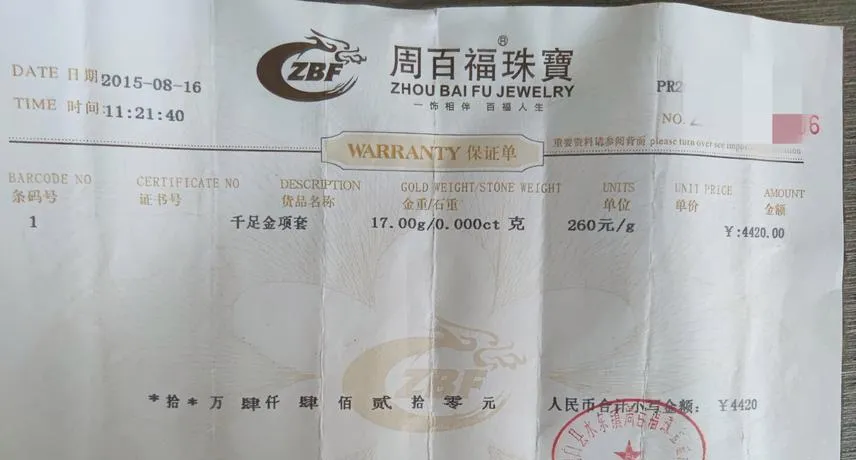 DATE 日期 2015-08-16
TIME 时间 11:21:40
ZBF
周百福珠寶®
ZHOU BAI FU JEWELRY
一饰相伴 百福人生
NO.
6
WARRANTY 保证单
重要资料请参阅背面 please turn over see
BARCODE NO CERTIFICATE NO DESCRIPTION GOLD WEIGHT/STONE WEIGHT UNITS UNIT PRICE AMOUNT
条码号 证书号 货品名称 金重/石重 单位 单价 金额
1 千足金项套 17.00g/0.000ct 克 260元/g ¥:4420.00
ZBF
*拾*万肆仟肆佰贰拾零元 人民币合计小写金额: ¥4420